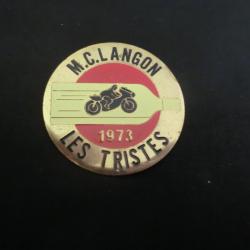 M.C.LANGON
1973
LES TRISTES